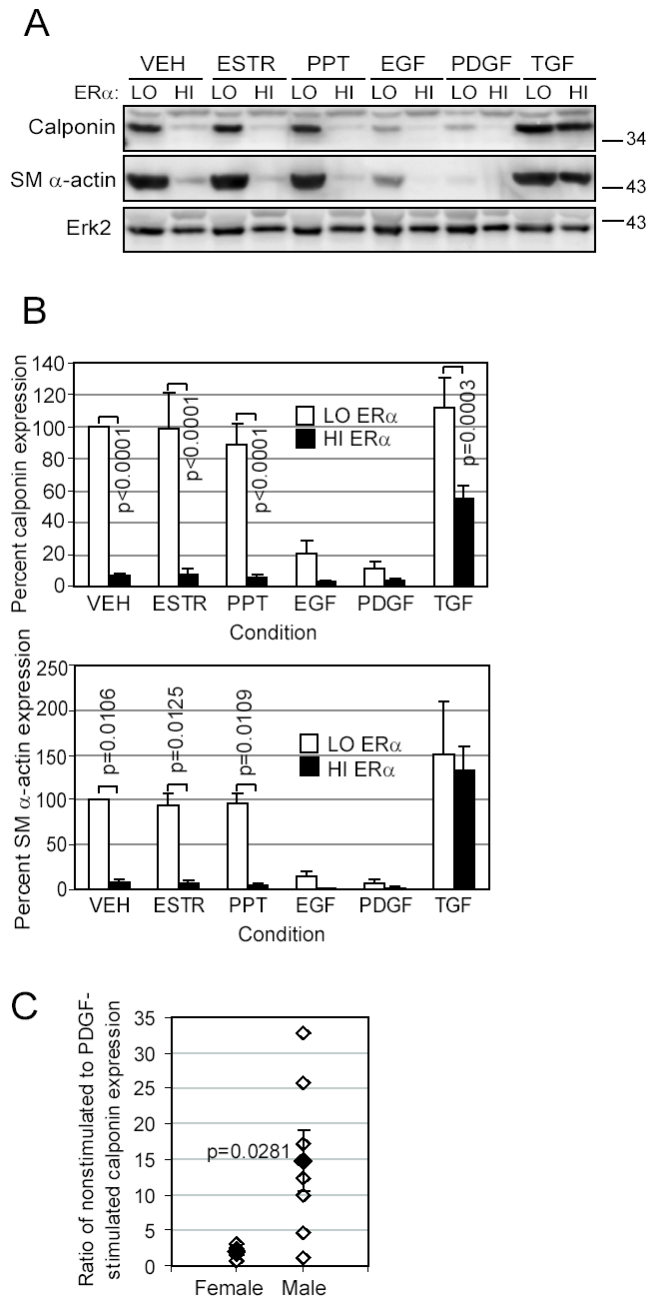 A
VEH ESTR PPT EGF PDGF TGF
ERα: LO HI LO HI LO HI LO HI LO HI LO HI
Calponin
34
SM α-actin
43
Erk2
43
B
Percent calponin expression
140
120
100
80
60
40
20
0
p<0.0001
p<0.0001
p<0.0001
p=0.0003
LO ERα
HI ERα
VEH ESTR PPT EGF PDGF TGF
Condition
Percent SM α-actin expression
250
200
150
100
50
0
p=0.0106
p=0.0125
p=0.0109
LO ERα
HI ERα
VEH ESTR PPT EGF PDGF TGF
Condition
C
Ratio of nonstimulated to PDGF-
stimulated calponin expression
35
30
25
20
15
10
5
0
p=0.0281
Female Male